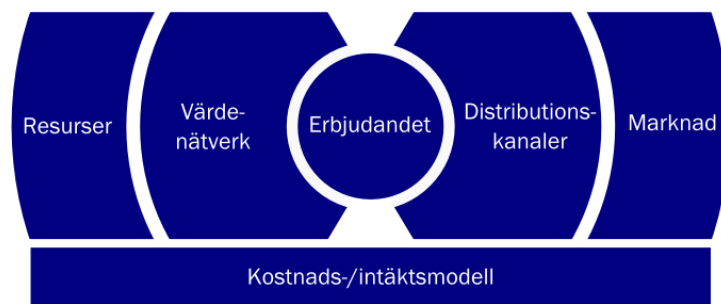 Resurser
Värde-
nätverk
Erbjudandet
Distributions-
kanaler
Marknad
Kostnads-/intäktsmodell